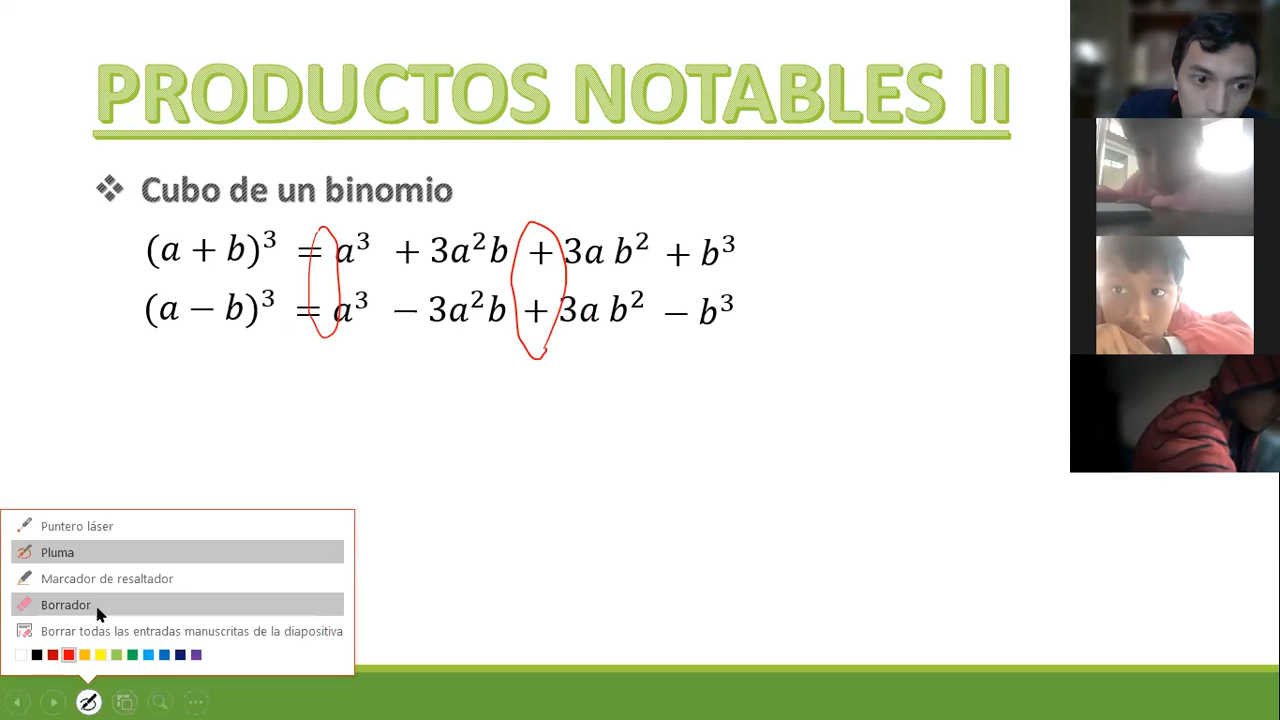 PRODUCTOS NOTABLES II
❖ Cubo de un binomio
(a + b)³ = a³ + 3a²b + 3a b² + b³
(a − b)³ = a³ − 3a²b + 3a b² − b³
Puntero láser
Pluma
Marcador de resaltador
Borrador
Borrar todas las entradas manuscritas de la diapositiva